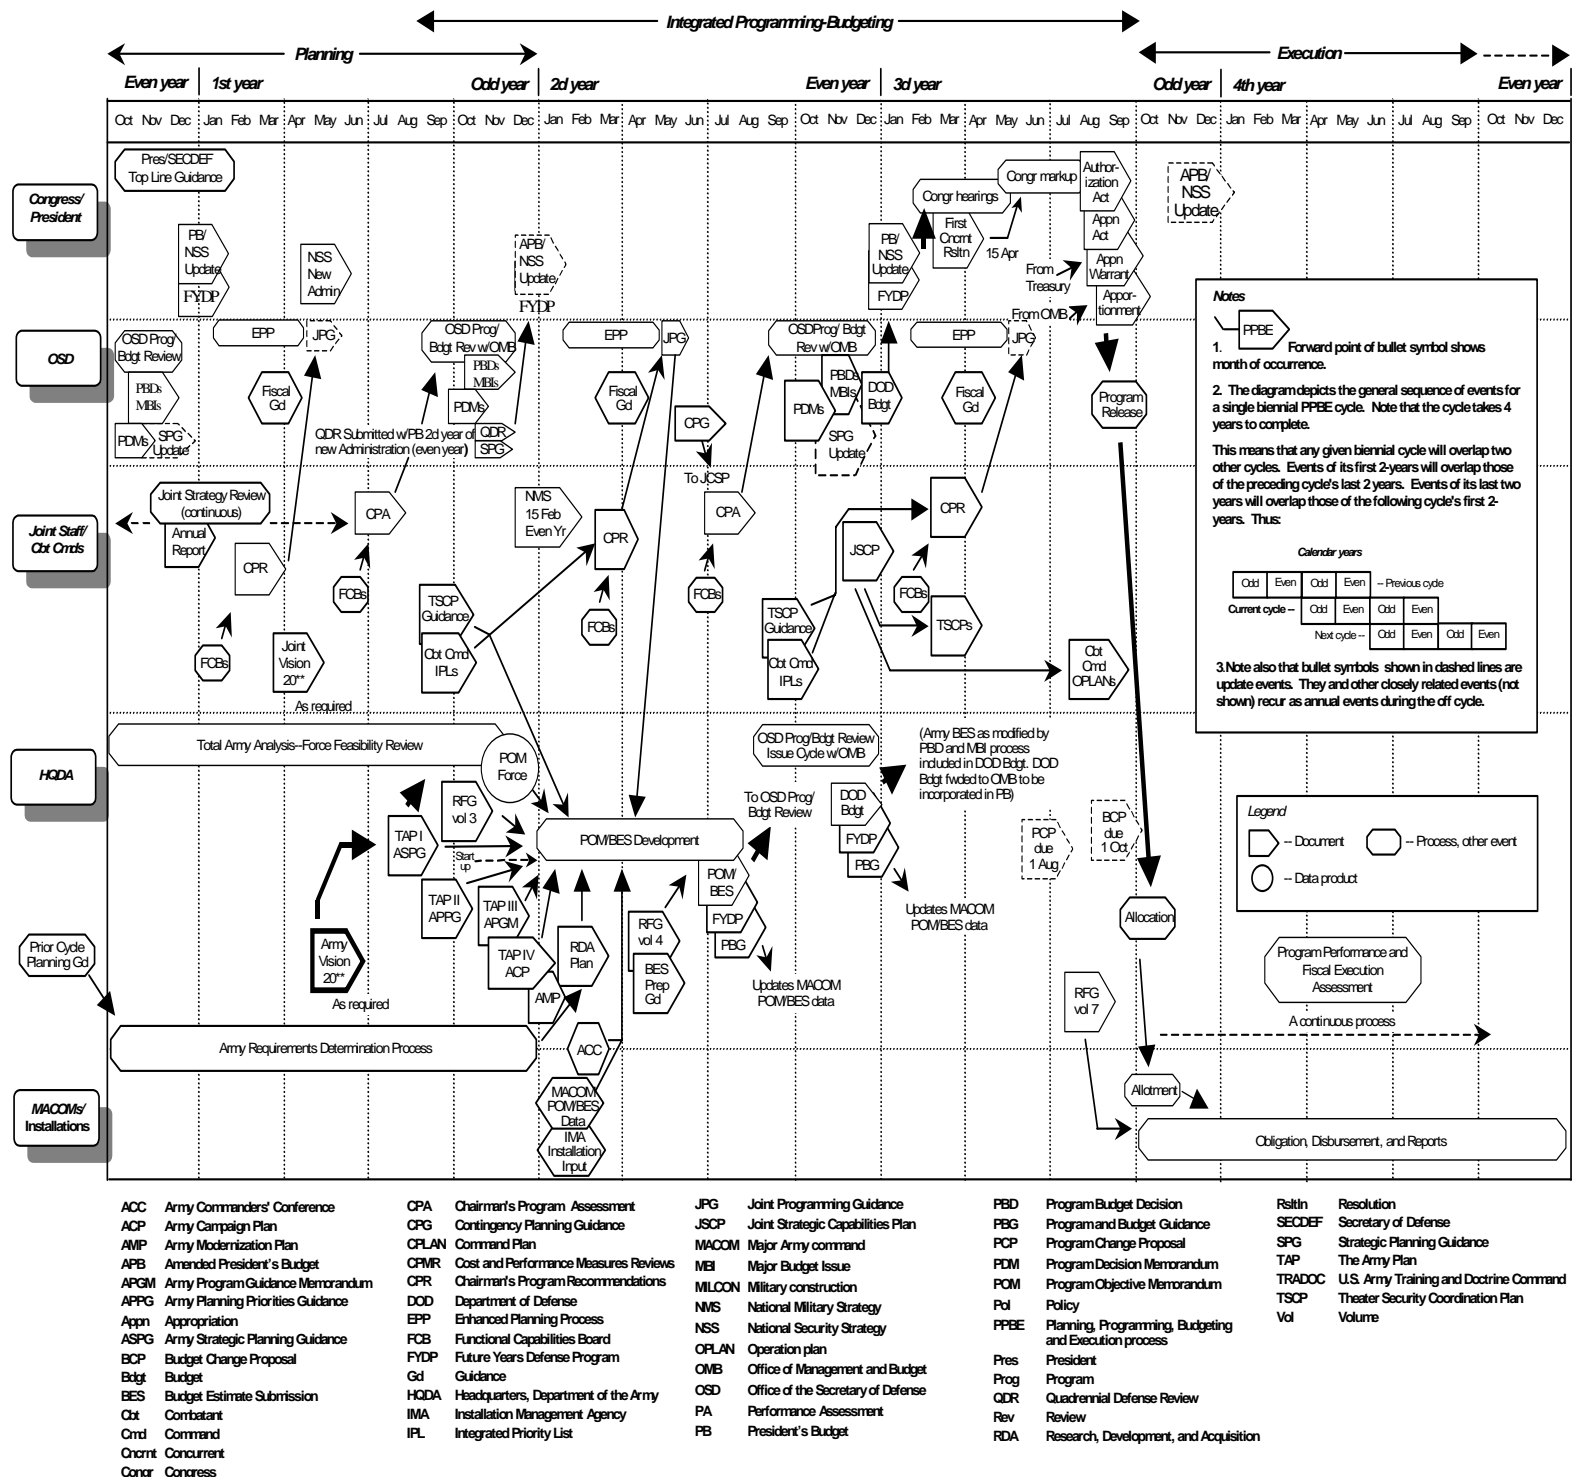 Integrated Programming-Budgeting
Planning
Execution
Even year
1st year
Odd year
2d year
Even year
3d year
Odd year
4th year
Even year
Oct Nov Dec Jan Feb Mar Apr May Jun Jul Aug Sep Oct Nov Dec Jan Feb Mar Apr May Jun Jul Aug Sep Oct Nov Dec Jan Feb Mar Apr May Jun Jul Aug Sep Oct Nov Dec Jan Feb Mar Apr May Jun Jul Aug Sep Oct Nov Dec
Congress/
President
Pres/SECDEF
Top Line Guidance
PB/
NSS
Update
FYDP
NSS
New
Admin
APB/
NSS
Update
FYDP
PB/
NSS
Update
FYDP
Congr hearings
First
Cncrnt
Rsltn
15 Apr
Congr markup
Author-
ization
Act
Appn
Act
Appn
Warrant
Appor-
tionment
From
Treasury
From OMB
APB/
NSS
Update
OSD
OSD Prog/
Bdgt Review
PBDs
MBIs
PDMs
SPG
Update
EPP
JPG
Fiscal
Gd
OSD Prog/
Bdgt Rev w/OMB
PBDs
MBIs
PDMs
QDR
SPG
QDR Submitted w/PB 2d year of
new Administration (even year)
EPP
JPG
Fiscal
Gd
CPG
To JCSP
OSD Prog/ Bdgt
Rev w/OMB
PBDs
MBIs
PDMs
SPG
Update
DOD
Bdgt
EPP
JPG
Fiscal
Gd
Program
Release
Joint Staff/
Cbt Cmds
Joint Strategy Review
(continuous)
Annual
Report
CPR
FCBs
Joint
Vision
20**
As required
CPA
FCBs
TSCP
Guidance
Cbt Cmd
IPLs
NMS
15 Feb
Even Yr
CPR
FCBs
CPA
FCBs
TSCP
Guidance
Cbt Cmd
IPLs
JSCP
CPR
FCBs
TSCPs
Cbt
Cmd
OPLANs
HQDA
Total Army Analysis--Force Feasibility Review
POM
Force
RFG
vol 3
TAP I
ASPG
Start
up
TAP II
APPG
TAP III
APGM
TAP IV
ACP
AMP
RDA
Plan
Army
Vision
20**
As required
Prior Cycle
Planning Gd
Army Requirements Determination Process
POM/BES Development
RFG
vol 4
BES
Prep
Gd
POM/
BES
FYDP
PBG
To OSD Prog/
Bdgt Review
Updates MACOM
POM/BES data
OSD Prog/Bdgt Review
Issue Cycle w/OMB
DOD
Bdgt
FYDP
PBG
(Army BES as modified by
PBD and MBI process
included in DOD Bdgt. DOD
Bdgt fwded to OMB to be
incorporated in PB)
Updates MACOM
POM/BES data
PCP
due
1 Aug
BCP
due
1 Oct
Allocation
RFG
vol 7
Program Performance and
Fiscal Execution
Assessment
A continuous process
ACC
MACOMs/
Installations
MACOM
POM/BES
Data
IMA
Installation
Input
Allotment
Obligation, Disbursement, and Reports
Notes
PPBE
1. Forward point of bullet symbol shows
month of occurrence.
2. The diagram depicts the general sequence of events for
a single biennial PPBE cycle. Note that the cycle takes 4
years to complete.
This means that any given biennial cycle will overlap two
other cycles. Events of its first 2-years will overlap those
of the preceding cycle's last 2 years. Events of its last two
years will overlap those of the following cycle's first 2-
years. Thus:
Calendar years
Odd Even Odd Even -- Previous cycle
Current cycle -- Odd Even Odd Even
Next cycle -- Odd Even Odd Even
3.Note also that bullet symbols shown in dashed lines are
update events. They and other closely related events (not
shown) recur as annual events during the off cycle.
Legend
-- Document
-- Process, other event
-- Data product
ACC Army Commanders' Conference
ACP Army Campaign Plan
AMP Army Modernization Plan
APB Amended President's Budget
APGM Army Program Guidance Memorandum
APPG Army Planning Priorities Guidance
Appn Appropriation
ASPG Army Strategic Planning Guidance
BCP Budget Change Proposal
Bdgt Budget
BES Budget Estimate Submission
Cbt Combatant
Cmd Command
Cncrnt Concurrent
Congr Congress
CPA Chairman's Program Assessment
CPG Contingency Planning Guidance
CPLAN Command Plan
CPMR Cost and Performance Measures Reviews
CPR Chairman's Program Recommendations
DOD Department of Defense
EPP Enhanced Planning Process
FCB Functional Capabilities Board
FYDP Future Years Defense Program
Gd Guidance
HQDA Headquarters, Department of the Army
IMA Installation Management Agency
IPL Integrated Priority List
JPG Joint Programming Guidance
JSCP Joint Strategic Capabilities Plan
MACOM Major Army command
MBI Major Budget Issue
MILCON Military construction
NMS National Military Strategy
NSS National Security Strategy
OPLAN Operation plan
OMB Office of Management and Budget
OSD Office of the Secretary of Defense
PA Performance Assessment
PB President's Budget
PBD Program Budget Decision
PBG Program and Budget Guidance
PCP Program Change Proposal
PDM Program Decision Memorandum
POM Program Objective Memorandum
Pol Policy
PPBE Planning, Programming, Budgeting
and Execution process
Pres President
Prog Program
QDR Quadrennial Defense Review
Rev Review
RDA Research, Development, and Acquisition
Rsltln Resolution
SECDEF Secretary of Defense
SPG Strategic Planning Guidance
TAP The Army Plan
TRADOC U.S. Army Training and Doctrine Command
TSCP Theater Security Coordination Plan
Vol Volume